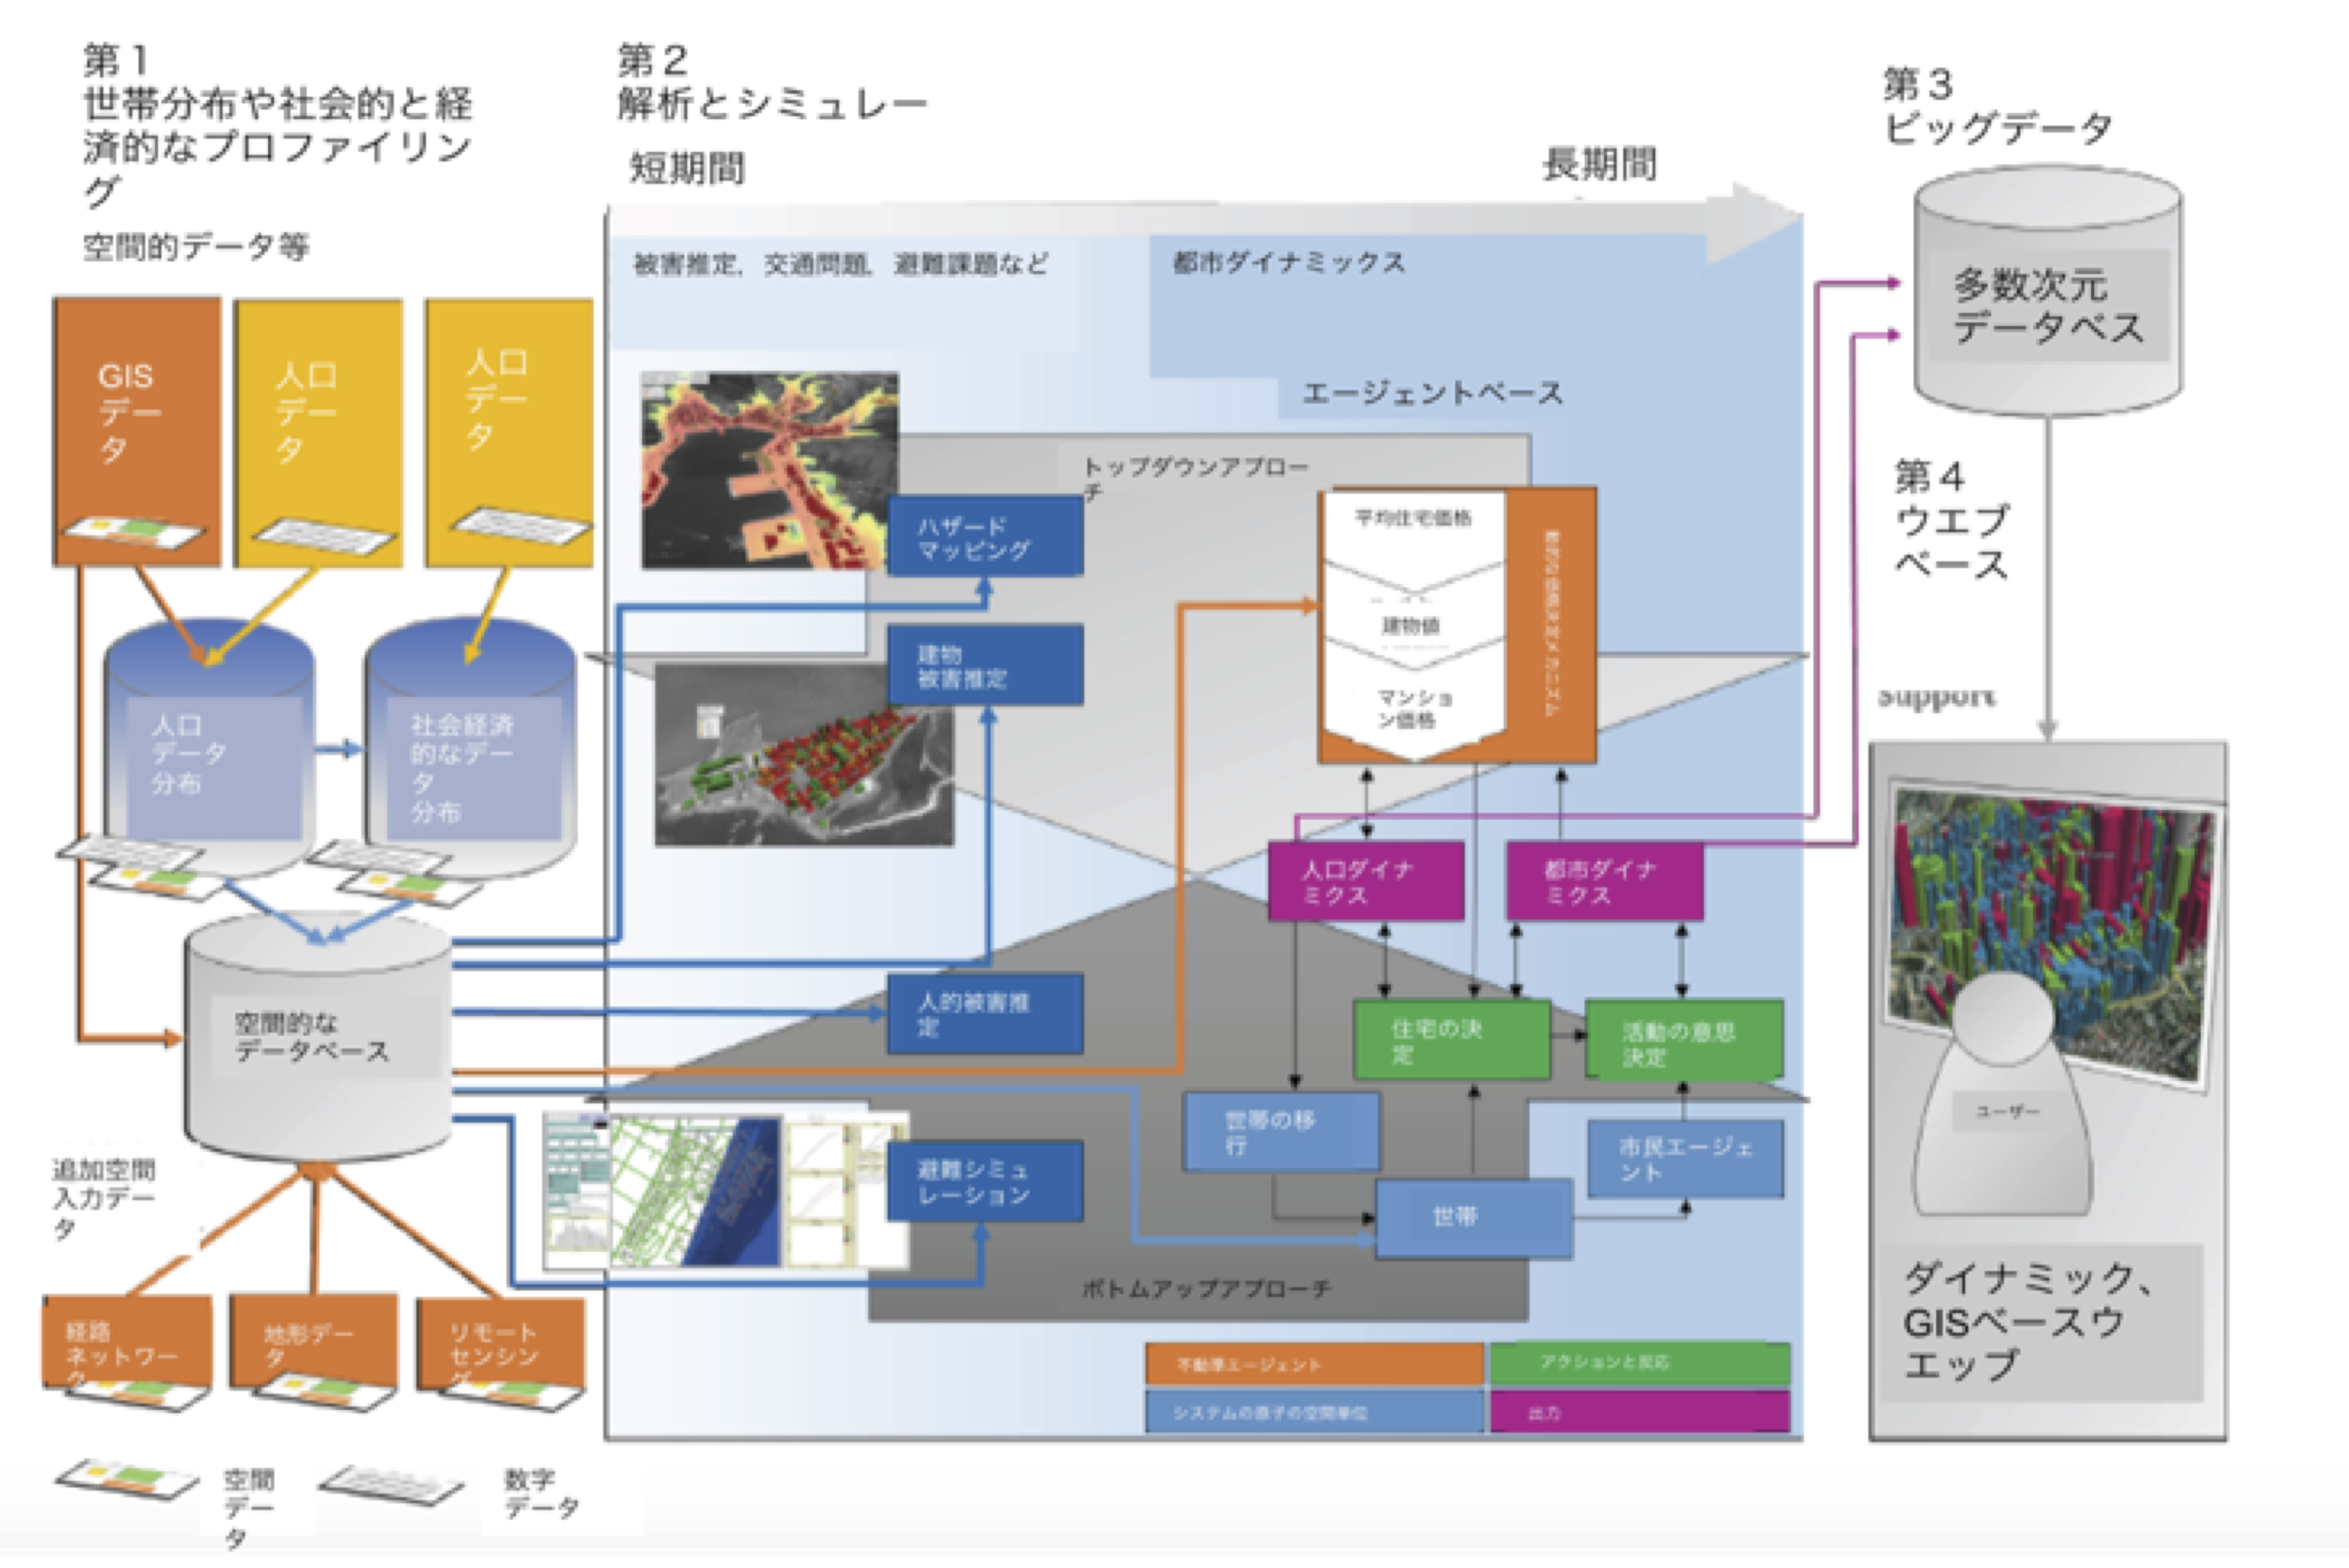 第１
世帯分布や社会的と経
済的なプロファイリン
グ
空間的データ等
GIS
デー
タ
人口
デー
タ
人口
デー
タ
人口
データ
分布
社会経済
的なデー
タ
分布
空間的な
データベース
追加空間
入力デー
タ
経路
ネットワー
ク
地形デー
タ
リモート
センシン
グ
空間
デー
タ
数字
データ
第２
解析とシミュレー
短期間
長期間
被害推定，交通問題，避難課題など
都市ダイナミックス
エージェントベース
トップダウンアプロー
チ
ハザード
マッピング
建物
被害推定
人的被害推
定
避難シミュ
レーション
平均住宅価格
建物値
マンショ
ン価格
人口ダイナ
ミクス
都市ダイナ
ミクス
住宅の決
定
活動の意思
決定
世帯の移
行
世帯
市民エージェ
ント
ボトムアップアプローチ
不動準エージェント
アクションと反応
システムの原子の空間単位
出力
第３
ビッグデータ
多数次元
データベス
第４
ウエブ
ベース
support
ユーザー
ダイナミック、
GISベースウ
エッブ